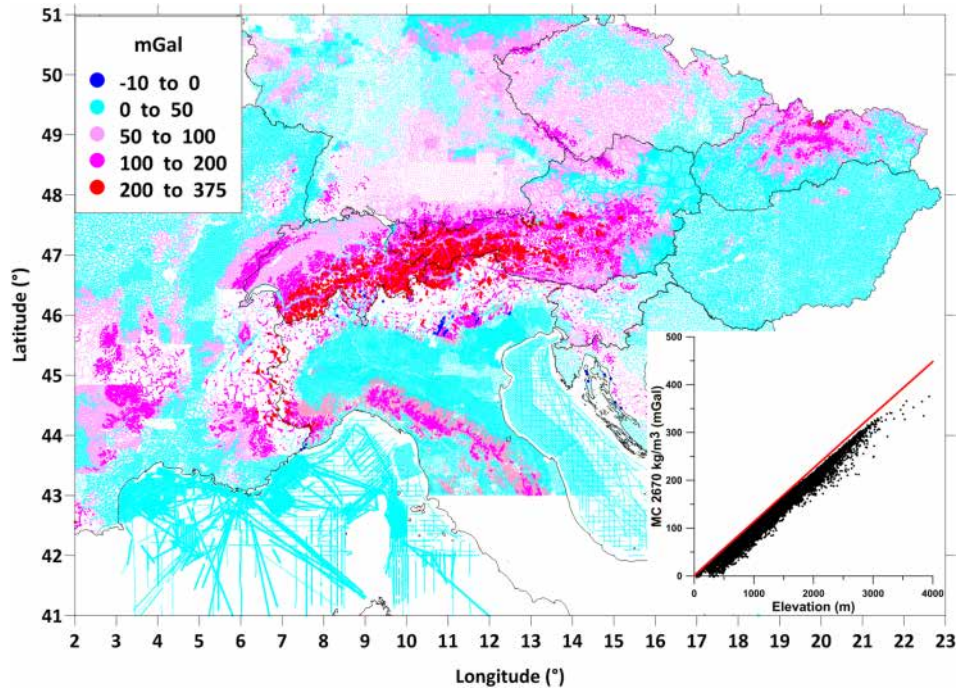 51
50
49
48
47
46
45
44
43
42
41
Latitude (°)
mGal
-10 to 0
0 to 50
50 to 100
100 to 200
200 to 375
MC 2670 kg/m³ (mGal)
500
400
300
200
100
0
0 1000 2000 3000 4000
Elevation (m)
2 3 4 5 6 7 8 9 10 11 12 13 14 15 16 17 18 19 20 21 22 23
Longitude (°)